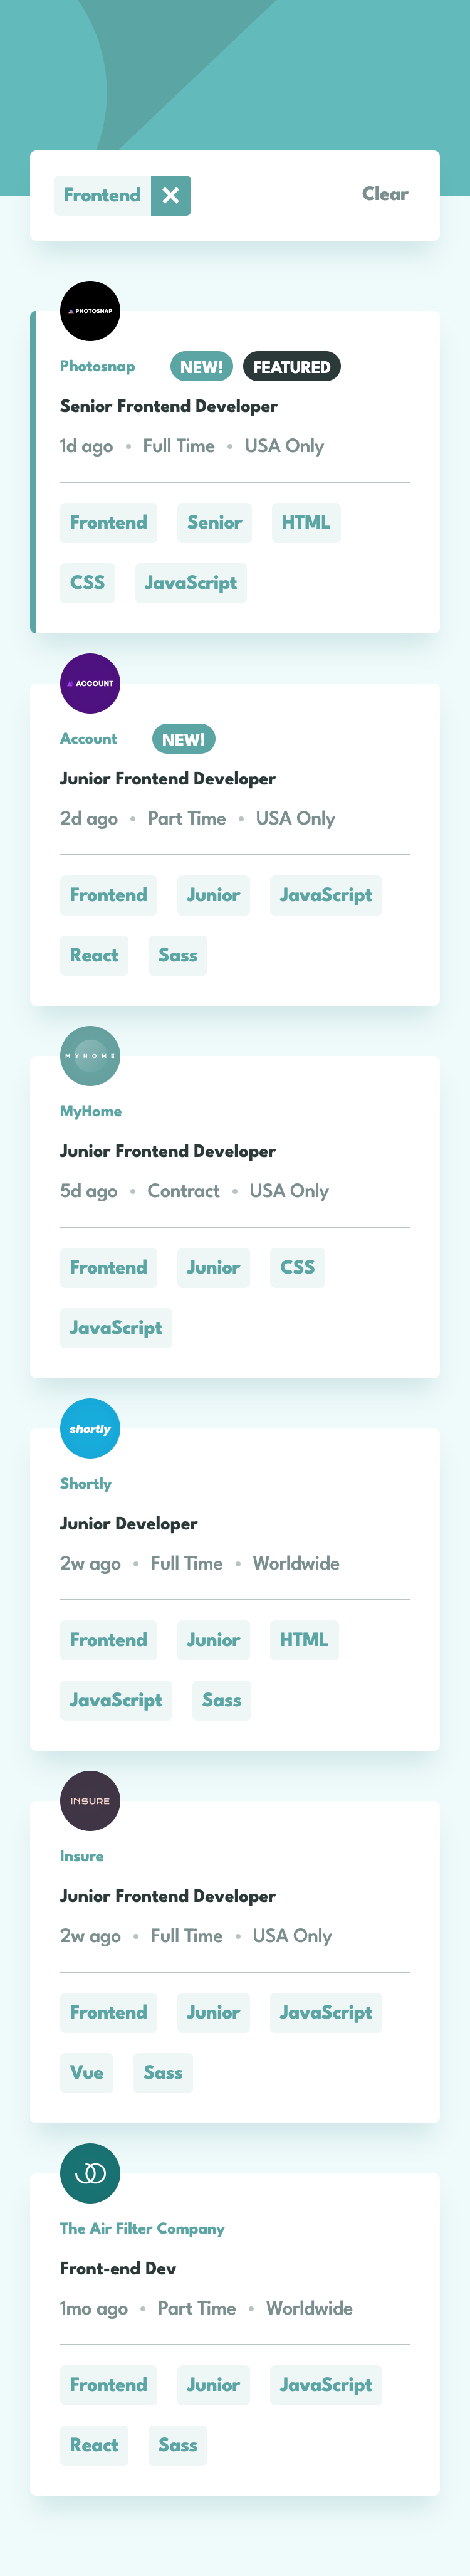 Frontend Clear
PHOTOSNAP
Photosnap NEW! FEATURED
Senior Frontend Developer
1d ago • Full Time • USA Only
Frontend Senior HTML
CSS JavaScript
ACCOUNT
Account NEW!
Junior Frontend Developer
2d ago • Part Time • USA Only
Frontend Junior JavaScript
React Sass
MYHOME
MyHome
Junior Frontend Developer
5d ago • Contract • USA Only
Frontend Junior CSS
JavaScript
shortly
Shortly
Junior Developer
2w ago • Full Time • Worldwide
Frontend Junior HTML
JavaScript Sass
INSURE
Insure
Junior Frontend Developer
2w ago • Full Time • USA Only
Frontend Junior JavaScript
Vue Sass
The Air Filter Company
Front-end Dev
1mo ago • Part Time • Worldwide
Frontend Junior JavaScript
React Sass